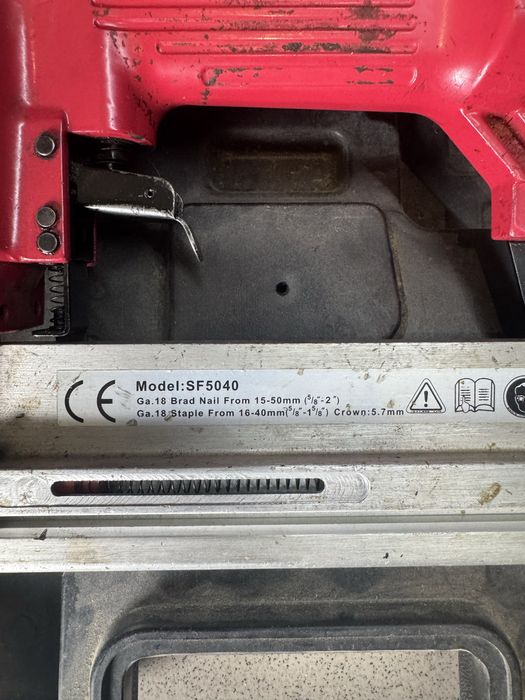 CE
Model:SF5040
Ga.18 Brad Nail From 15-50mm (5/8"-2")
Ga.18 Staple From 16-40mm(5/8"-1 5/8") Crown:5.7mm